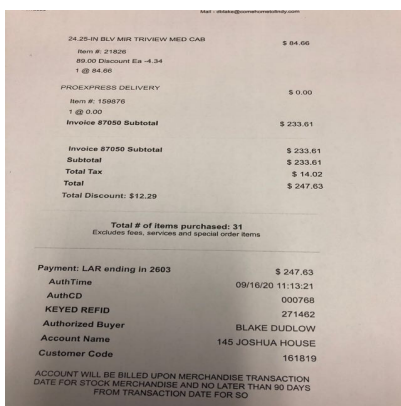 24.25-IN BLV MIR TRIVIEW MED CAB $ 84.66
Item #: 21826
89.00 Discount Ea -4.34
1 @ 84.66
PROEXPRESS DELIVERY $ 0.00
Item #: 159876
1 @ 0.00
Invoice 87050 Subtotal $ 233.61
Invoice 87050 Subtotal $ 233.61
Subtotal $ 233.61
Total Tax $ 14.02
Total $ 247.63
Total Discount: $12.29
Total # of items purchased: 31
Excludes fees, services and special order items
Payment: LAR ending in 2603 $ 247.63
AuthTime 09/16/20 11:13:21
AuthCD 000768
KEYED REFID 271462
Authorized Buyer BLAKE DUDLOW
Account Name 145 JOSHUA HOUSE
Customer Code 161819
ACCOUNT WILL BE BILLED UPON MERCHANDISE TRANSACTION
DATE FOR STOCK MERCHANDISE AND NO LATER THAN 90 DAYS
FROM TRANSACTION DATE FOR SO